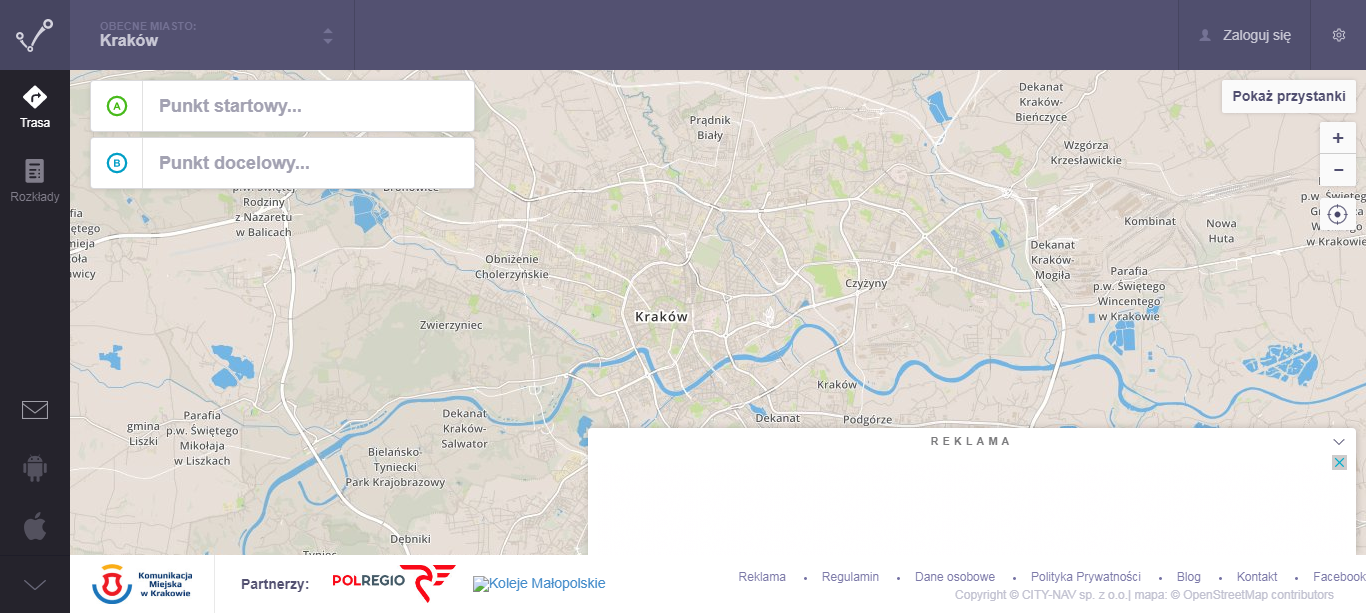 OBECNE MIASTO:
Kraków
Zaloguj się
Trasa
Rozkłady
A
Punkt startowy...
B
Punkt docelowy...
Pokaż przystanki
+
−
Dekanat
Kraków-
Bieńczyce
Prądnik
Biały
Wzgórza
Krzesławickie
Rodziny
z Nazaretu
w Balicach
Kombinat
Nowa
Huta
w Krakowie
Dekanat
Kraków-
Mogiła
Parafia
p.w. Świętego
Wincentego
w Krakowie
Obniżenie
Cholerzyńskie
Czyżyny
Kraków
Zwierzyniec
Kraków
Dekanat
Podgórze
Parafia
p.w. Świętego
Mikołaja
w Liszkach
gmina
Liszki
Dekanat
Kraków-
Salwator
Bielańsko-
Tyniecki
Park Krajobrazowy
Dębniki
Tyniec
REKLAMA
Komunikacja
Miejska
w Krakowie
Partnerzy:
POLREGIO
Koleje Małopolskie
Reklama
Regulamin
Dane osobowe
Polityka Prywatności
Blog
Kontakt
Facebook
Copyright © CITY-NAV sp. z o.o.| mapa: © OpenStreetMap contributors